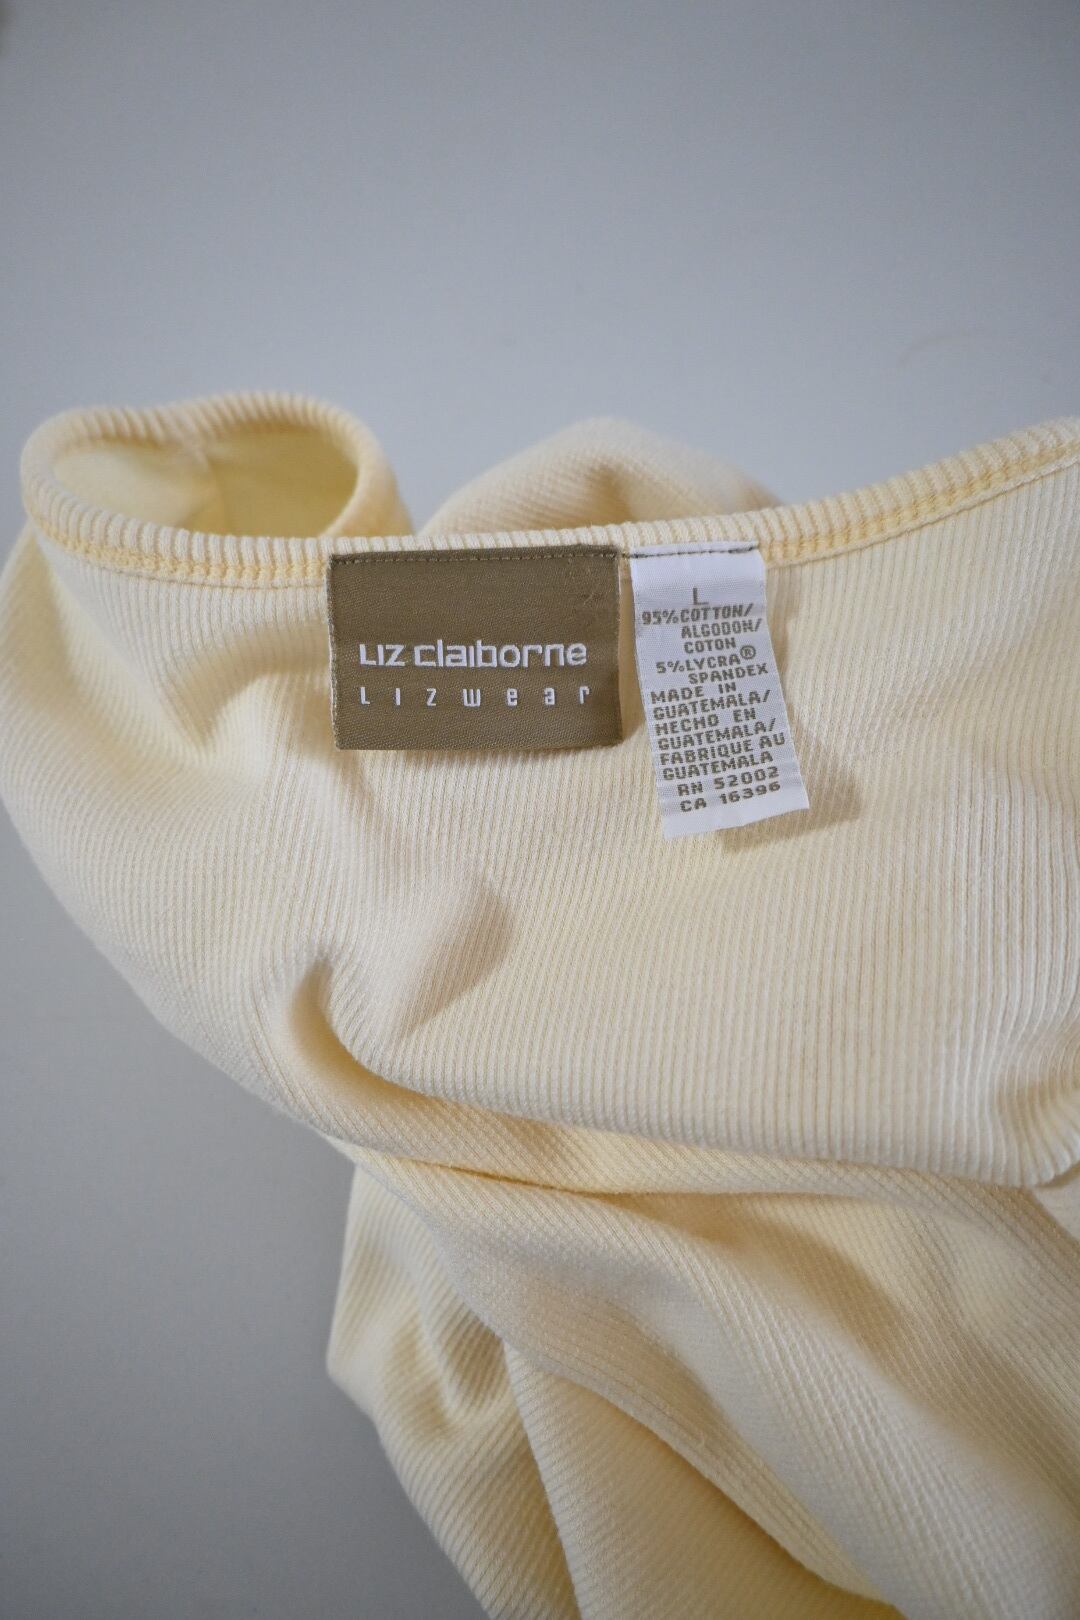 LIZ claiborne
LIZwear
L
95% COTTON/
ALGODON/
COTON
5% LYCRA®
SPANDEX
MADE IN
GUATEMALA/
HECHO EN
GUATEMALA/
FABRIQUE AU
GUATEMALA
RN 52002
CA 16396